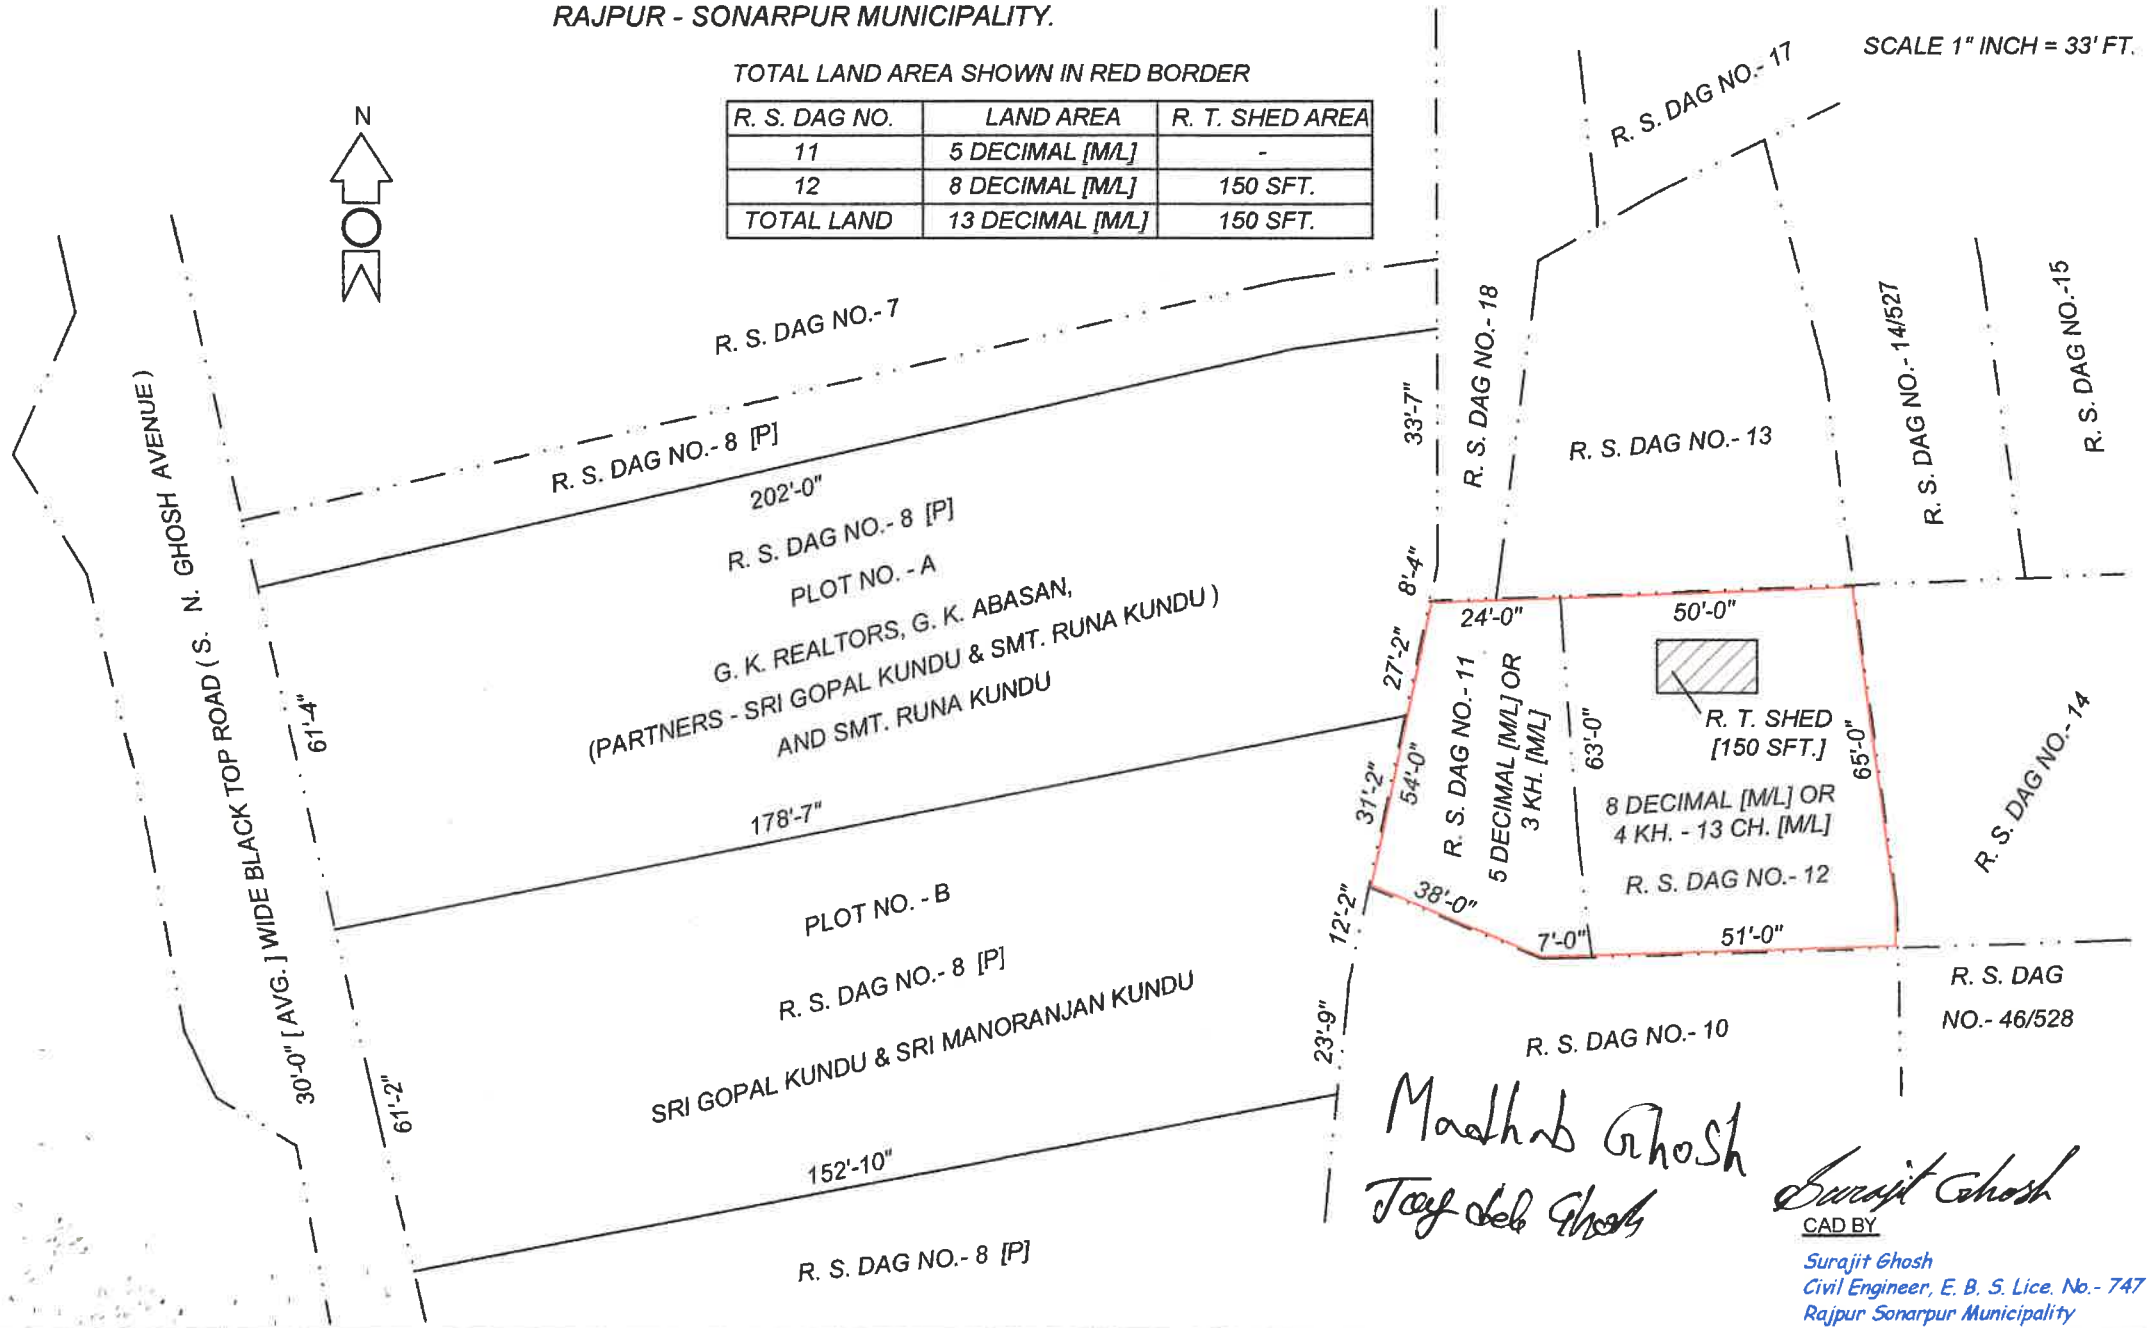 RAJPUR - SONARPUR MUNICIPALITY.
SCALE 1" INCH = 33' FT.
TOTAL LAND AREA SHOWN IN RED BORDER
R. S. DAG NO. LAND AREA R. T. SHED AREA
11 5 DECIMAL [M/L] -
12 8 DECIMAL [M/L] 150 SFT.
TOTAL LAND 13 DECIMAL [M/L] 150 SFT.
N
R. S. DAG NO.- 17
R. S. DAG NO.- 7
R. S. DAG NO.- 18
R. S. DAG NO.- 14/527
R. S. DAG NO.-15
33'-7"
R. S. DAG NO.- 13
R. S. DAG NO.- 8 [P]
202'-0"
R. S. DAG NO.- 8 [P]
PLOT NO. - A
G. K. REALTORS, G. K. ABASAN,
(PARTNERS - SRI GOPAL KUNDU & SMT. RUNA KUNDU )
AND SMT. RUNA KUNDU
30'-0" [ AVG. ] WIDE BLACK TOP ROAD ( S. N. GHOSH AVENUE )
61'-4"
8'-4"
24'-0"
50'-0"
27'-2"
R. S. DAG NO.- 11
5 DECIMAL [M/L] OR
3 KH. [M/L]
63'-0"
R. T. SHED
[150 SFT.]
65'-0"
31'-2"
54'-0"
8 DECIMAL [M/L] OR
4 KH. - 13 CH. [M/L]
R. S. DAG NO.- 12
R. S. DAG NO.- 14
178'-7"
PLOT NO. - B
R. S. DAG NO.- 8 [P]
SRI GOPAL KUNDU & SRI MANORANJAN KUNDU
12'-2"
38'-0"
7'-0"
51'-0"
R. S. DAG
NO.- 46/528
23'-9"
R. S. DAG NO.- 10
61'-2"
152'-10"
R. S. DAG NO.- 8 [P]
Madhab Ghosh
Joy deb Ghosh
Surajit Ghosh
CAD BY
Surajit Ghosh
Civil Engineer, E. B. S. Lice. No.- 747
Rajpur Sonarpur Municipality